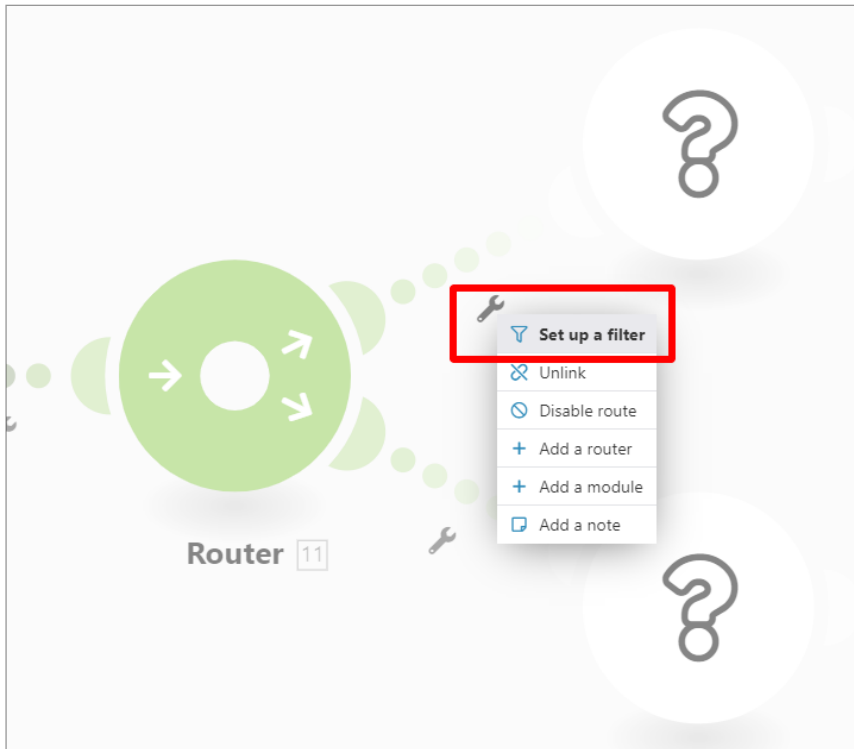 Set up a filter
Unlink
Disable route
Add a router
Add a module
Add a note
Router 11